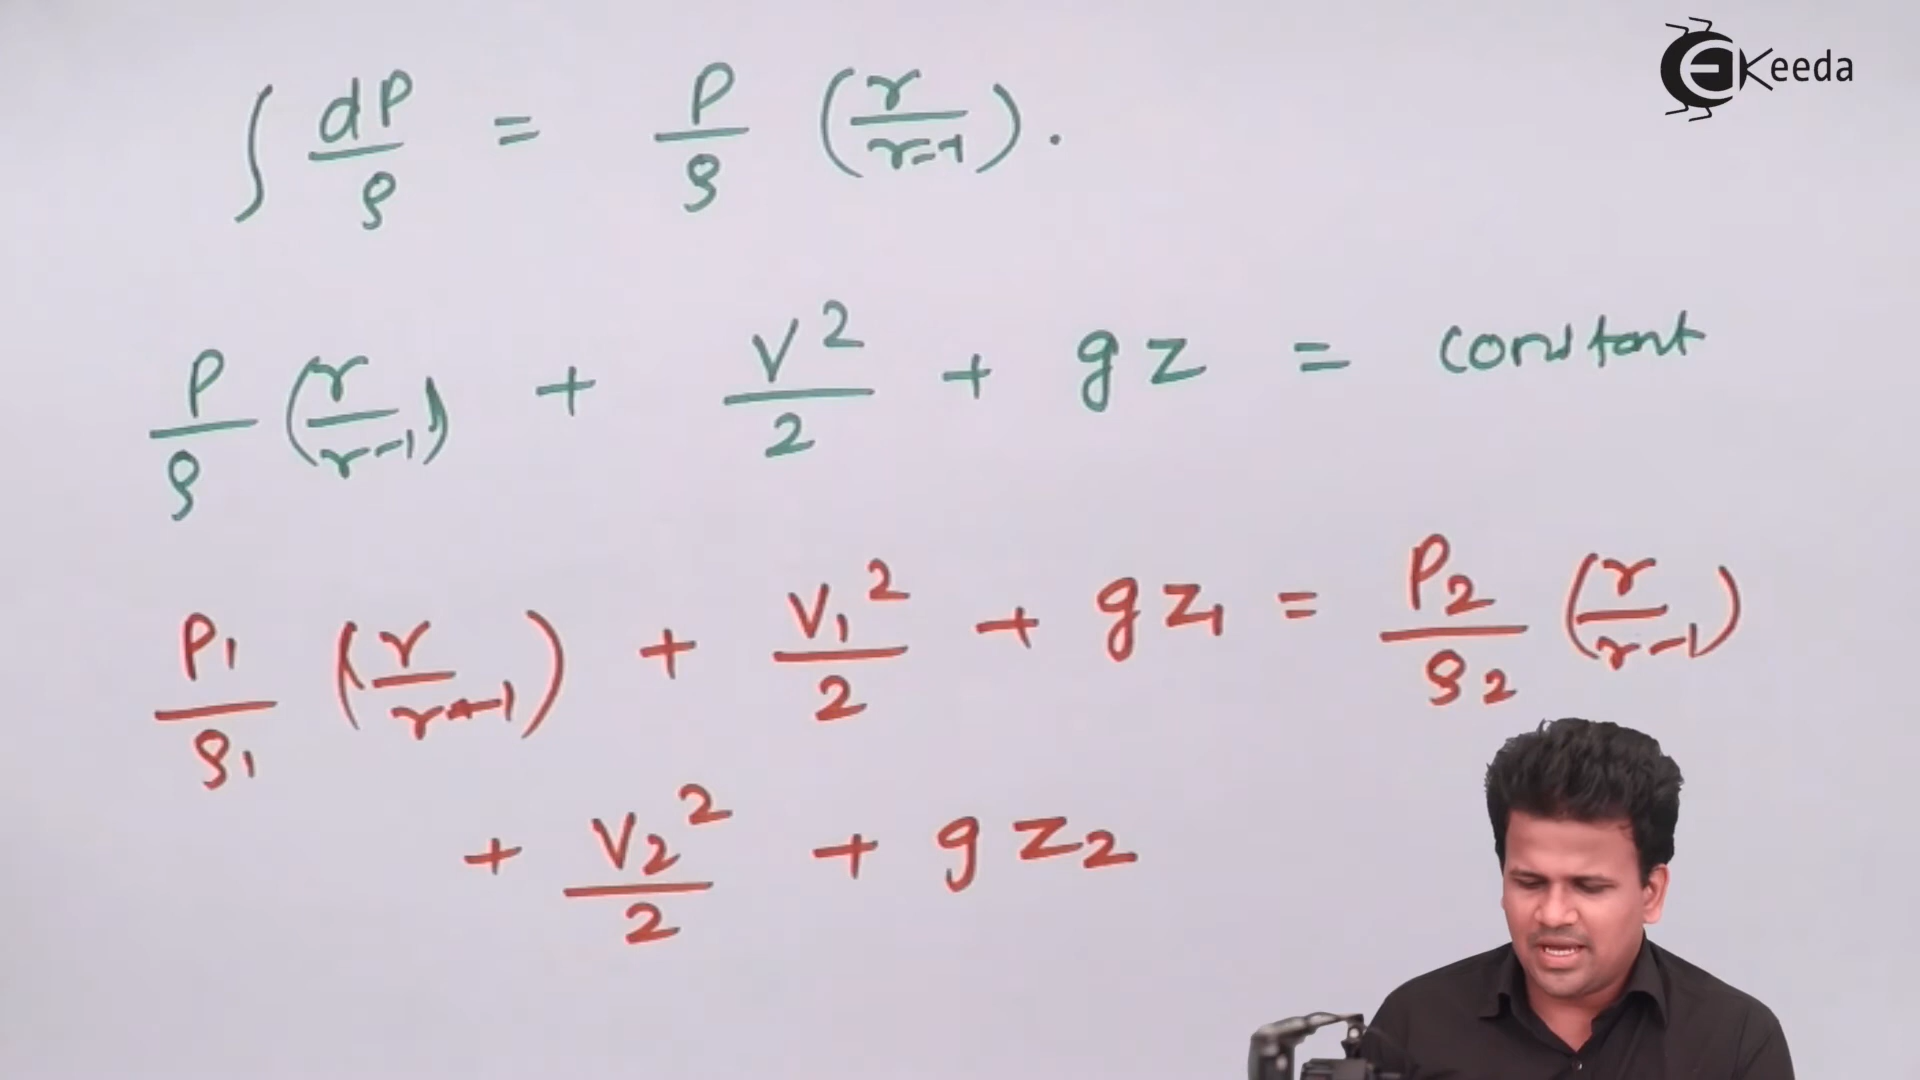 EKeeda
∫ dP/ρ = P/ρ (γ/γ-1).
P/ρ (γ/γ-1) + V²/2 + gz = constant
P₁/ρ₁ (γ/γ-1) + V₁²/2 + gz₁ = P₂/ρ₂ (γ/γ-1)
+ V₂²/2 + gz₂